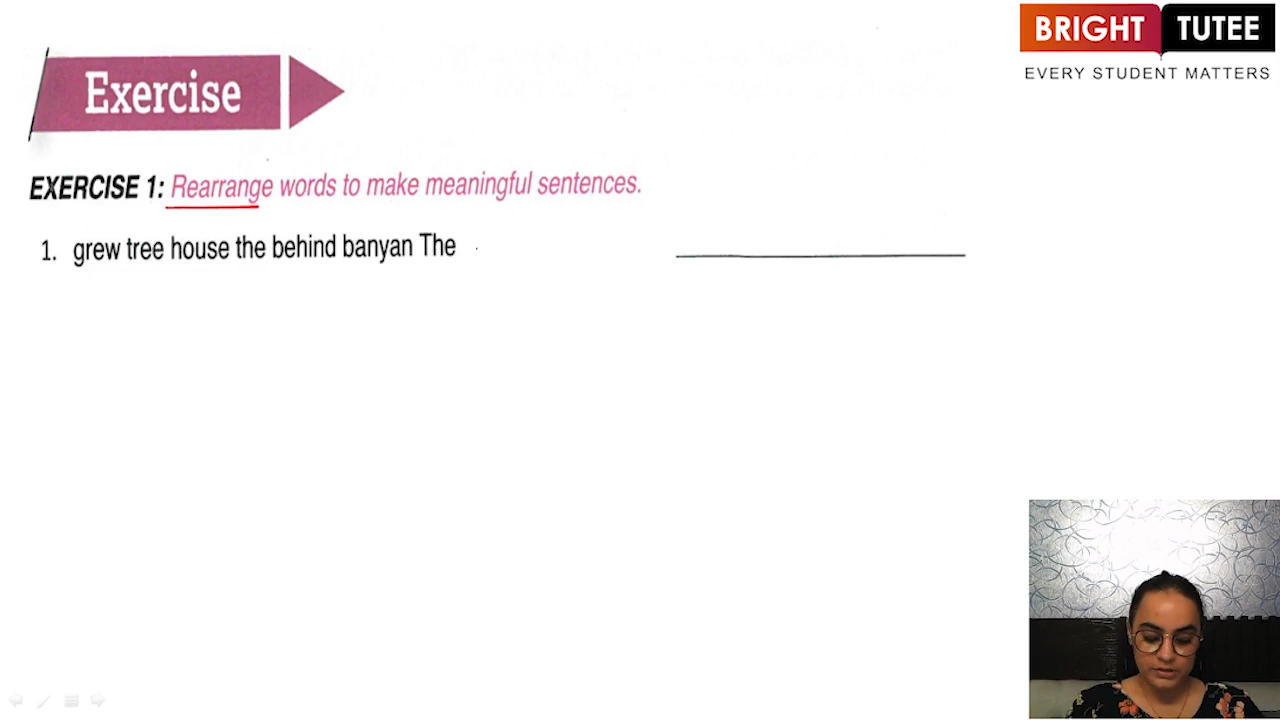 BRIGHT TUTEE
EVERY STUDENT MATTERS
Exercise
EXERCISE 1: Rearrange words to make meaningful sentences.
1. grew tree house the behind banyan The